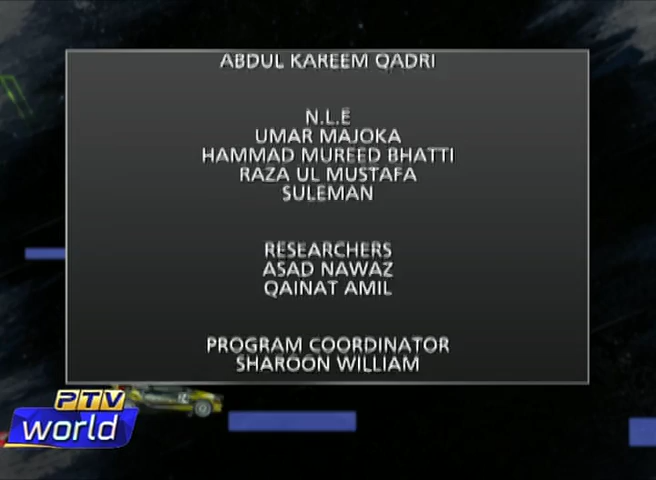 ABDUL KAREEM QADRI
N.L.E
UMAR MAJOKA
HAMMAD MUREED BHATTI
RAZA UL MUSTAFA
SULEMAN
RESEARCHERS
ASAD NAWAZ
QAINAT AMIL
PROGRAM COORDINATOR
SHAROON WILLIAM
PTV
world